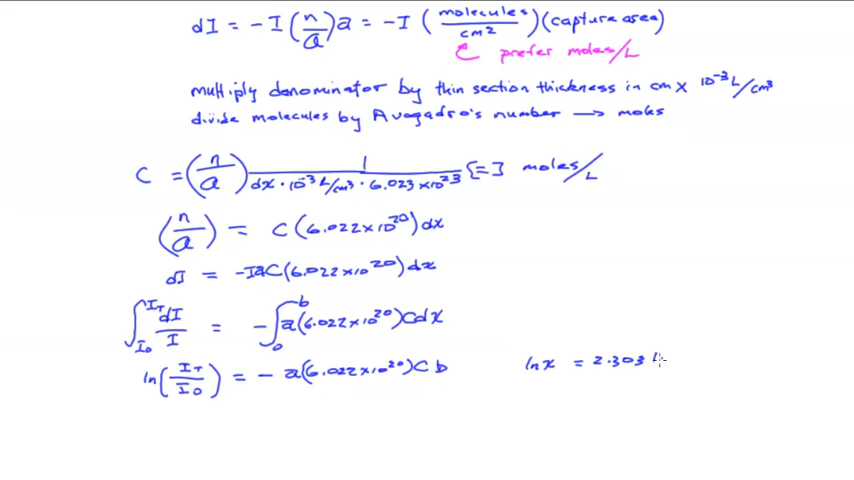 dI = -I (n/a) a = -I (molecules/cm²)(capture area)
prefer moles/L
multiply denominator by thin section thickness in cm x 10⁻³ L/cm³
divide molecules by Avogadro's number → moles
C = (n/a) 1/(dx · 10⁻³ L/cm³ · 6.023 x 10²³) [=] moles/L
(n/a) = C (6.022 x 10²⁰) dx
dI = -IaC (6.022 x 10²⁰) dx
∫_{I₀}^{I_T} dI/I = -∫₀^b a (6.022 x 10²⁰) C dx
ln (I_T/I₀) = - a (6.022 x 10²⁰) C b
ln x = 2.303